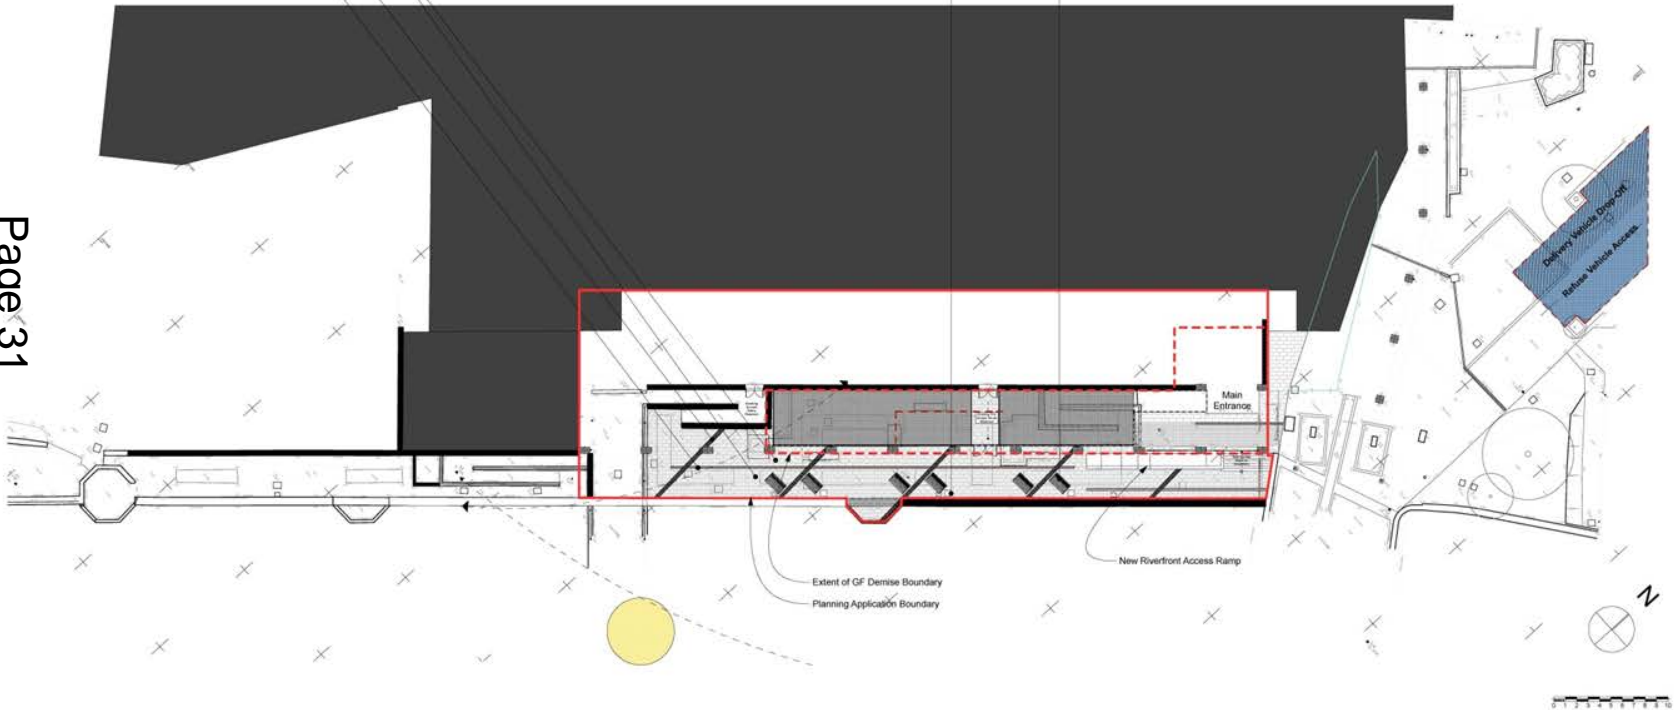 Page 31
Delivery Vehicle Drop-Off
Refuse Vehicle Access
Main
Entrance
New Riverfront Access Ramp
Extent of GF Demise Boundary
Planning Application Boundary
N